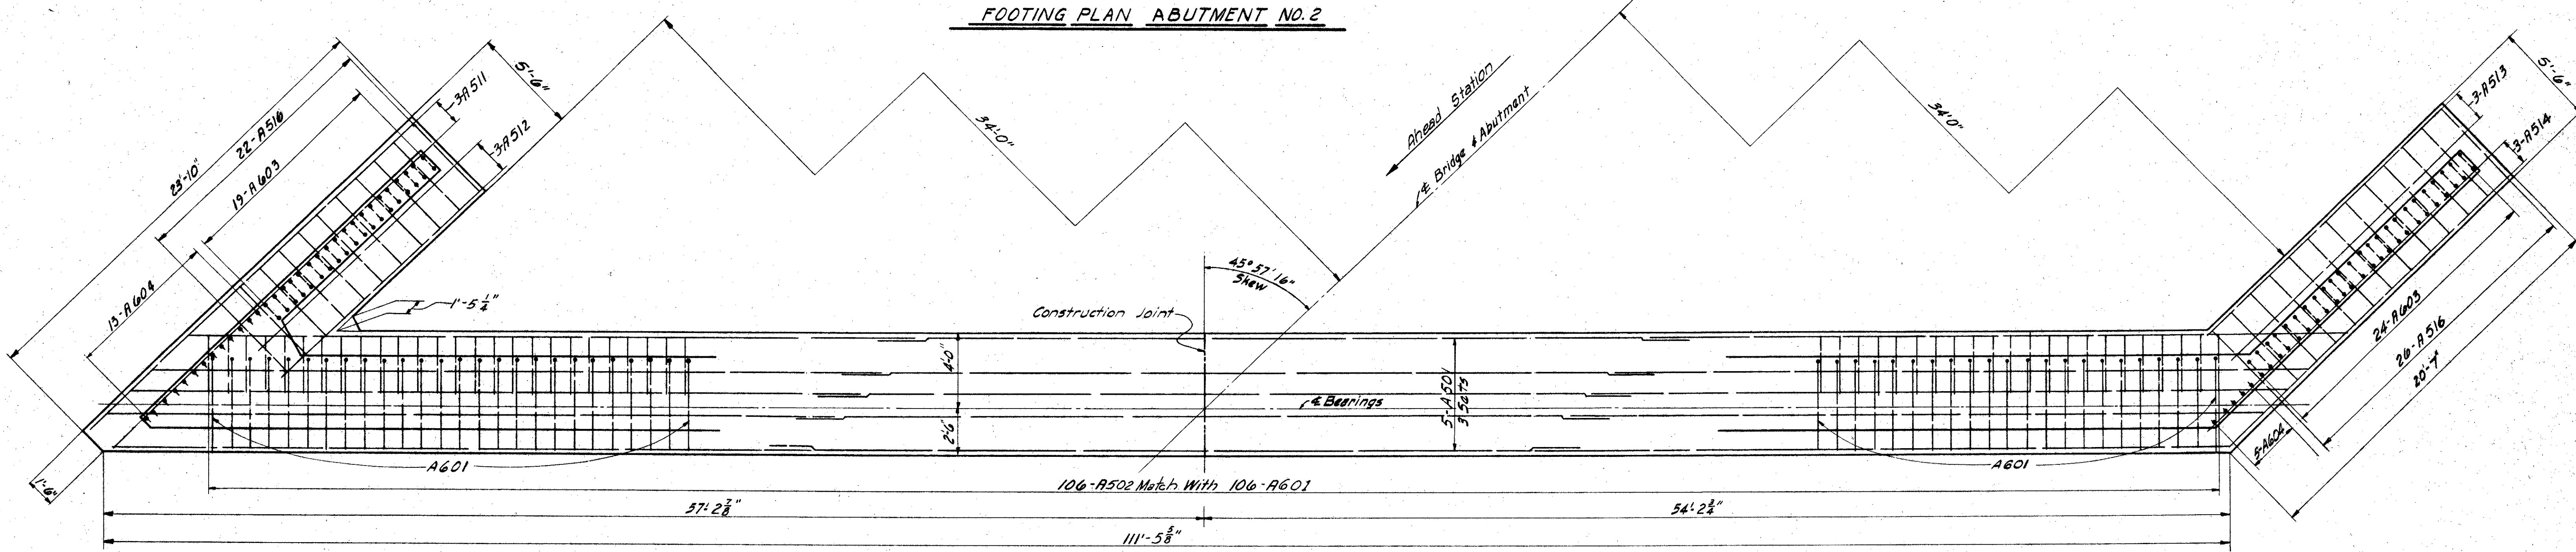 FOOTING PLAN ABUTMENT NO. 2
23'-10"
22-A516
19-A603
13-A604
3-A511
5'-6"
3-A512
34'-0"
Ahead Station
℄ Bridge & Abutment
34'0"
5'-6"
3-A513
3-A514
1'-5 1/4"
45° 57' 16"
Skew
Construction Joint
4'-0"
2'-6"
℄ Bearings
5-A501
3 Sets
24-A603
26-A516
20'-7"
5-A604
1'-6"
A601
A601
106-A502 Match With 106-A601
57'-2 7/8"
54'-2 3/4"
111'-5 5/8"